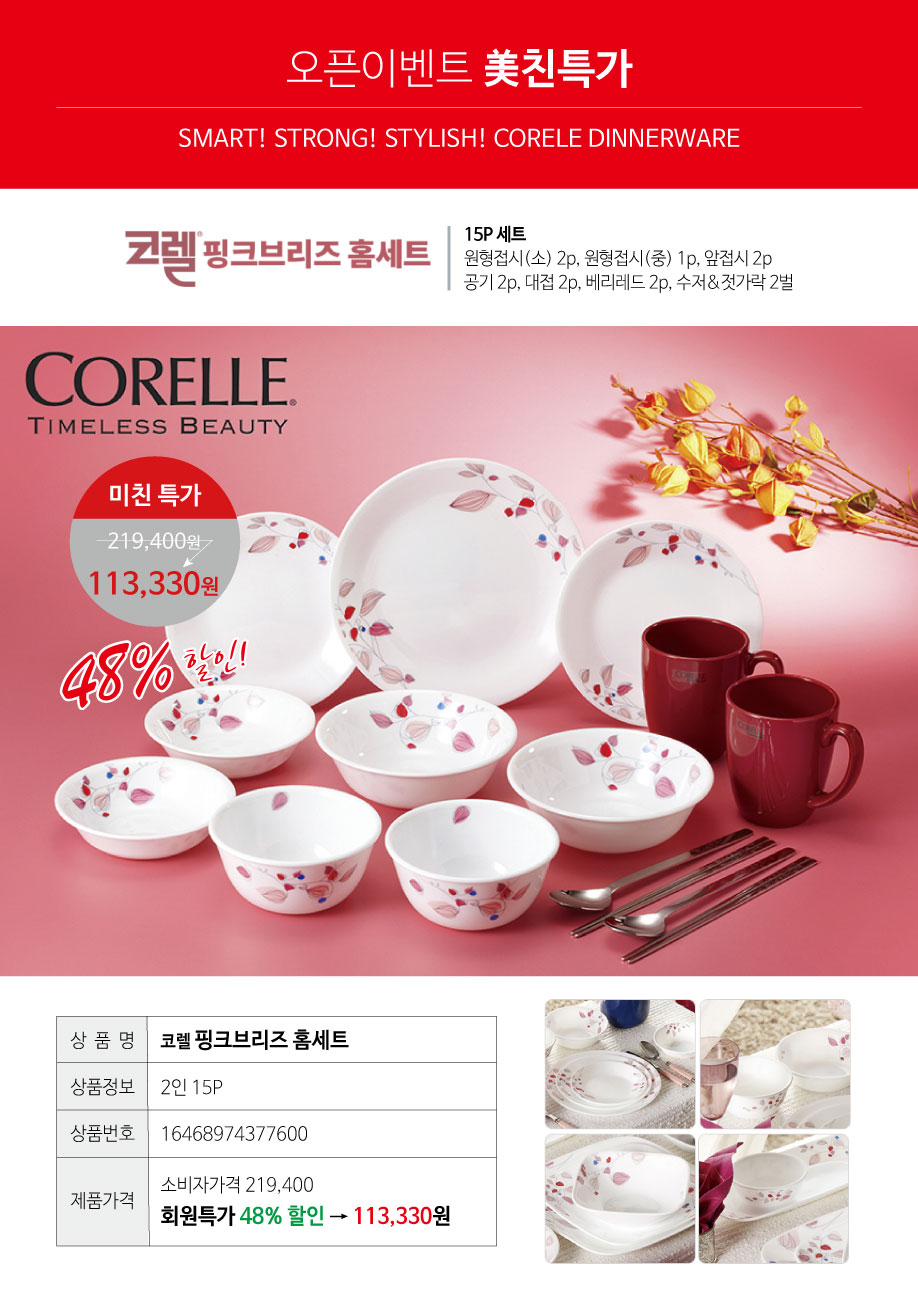 오픈이벤트 美친특가
SMART! STRONG! STYLISH! CORELE DINNERWARE
코렐® 핑크브리즈 홈세트
15P 세트
원형접시(소) 2p, 원형접시(중) 1p, 앞접시 2p
공기 2p, 대접 2p, 베리레드 2p, 수저&젓가락 2벌
CORELLE®
TIMELESS BEAUTY
미친 특가
219,400원
113,330원
48% 할인!
CORELLE
CORELLE
상 품 명 코렐 핑크브리즈 홈세트
상품정보 2인 15P
상품번호 16468974377600
제품가격 소비자가격 219,400
회원특가 48% 할인 → 113,330원